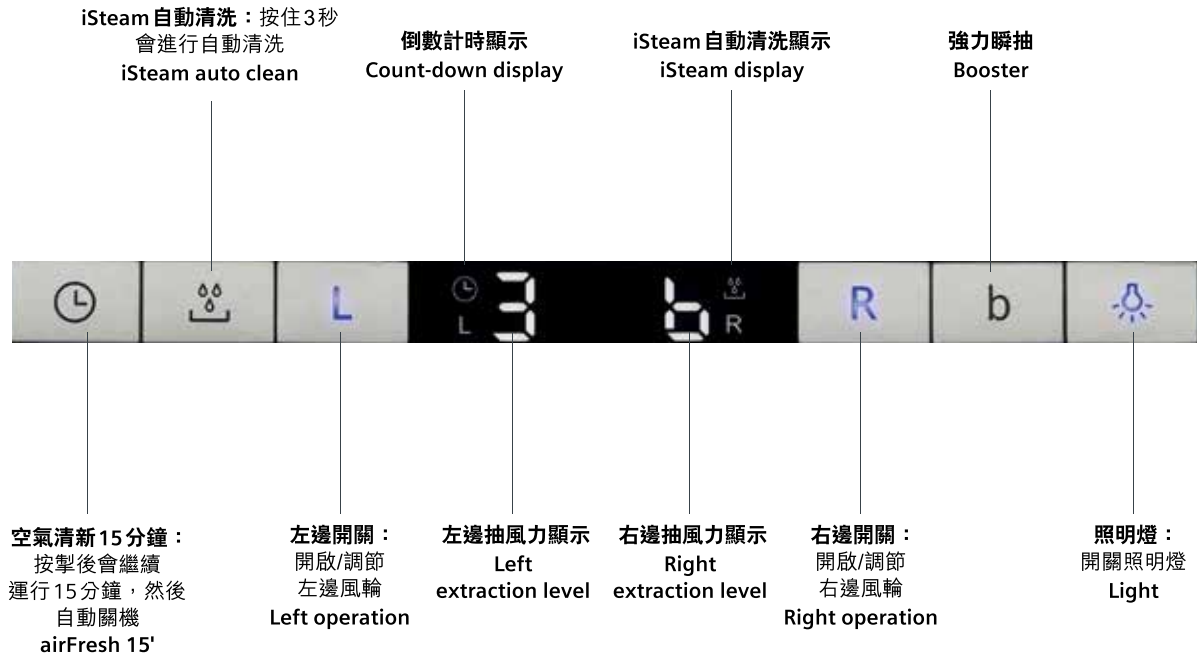 iSteam自動清洗：按住3秒
會進行自動清洗
iSteam auto clean
倒數計時顯示
Count-down display
iSteam自動清洗顯示
iSteam display
強力瞬抽
Booster
L
L
3
b
R
R
b
空氣清新15分鐘：
按掣後會繼續
運行15分鐘，然後
自動關機
airFresh 15'
左邊開關：
開啟/調節
左邊風輪
Left operation
左邊抽風力顯示
Left
extraction level
右邊抽風力顯示
Right
extraction level
右邊開關：
開啟/調節
右邊風輪
Right operation
照明燈：
開關照明燈
Light